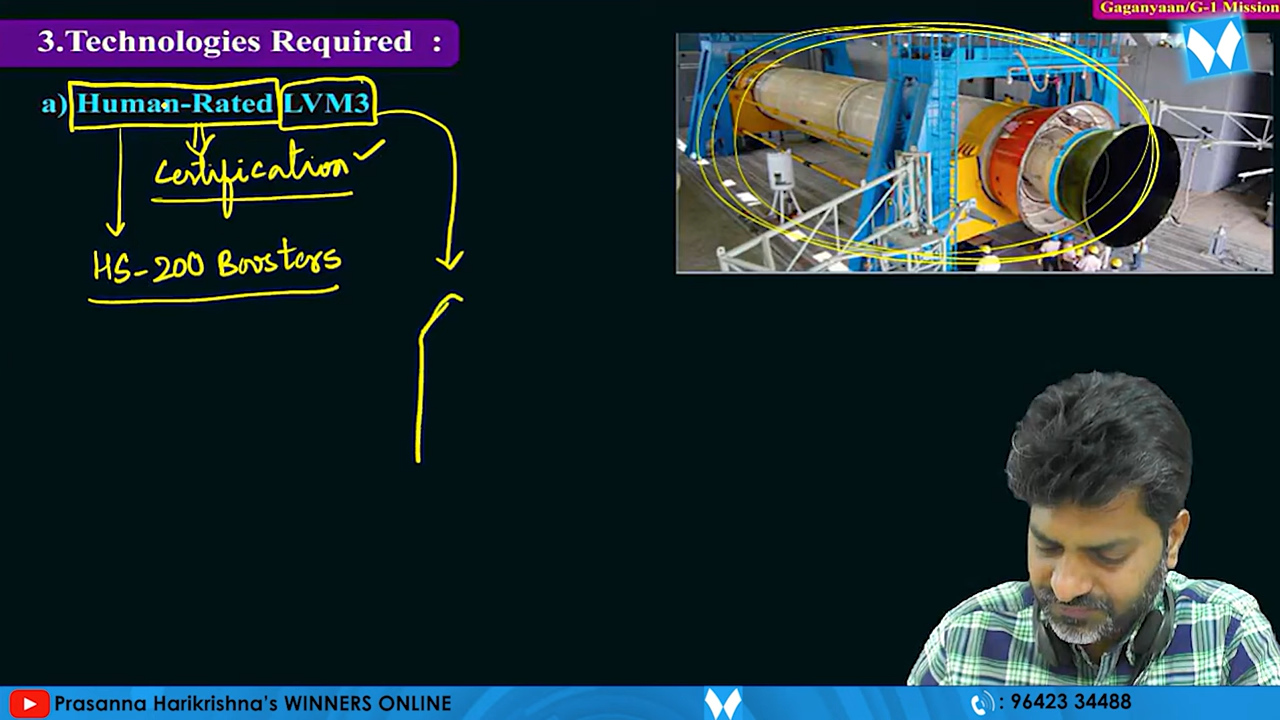 Gaganyaan/G-1 Mission
3.Technologies Required :
a) Human-Rated LVM3
Certification
HS-200 Boosters
Prasanna Harikrishna's WINNERS ONLINE
: 96423 34488